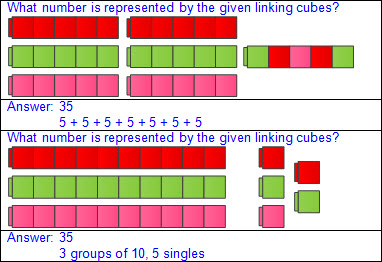 What number is represented by the given linking cubes?
Answer: 35
5 + 5 + 5 + 5 + 5 + 5 + 5
What number is represented by the given linking cubes?
Answer: 35
3 groups of 10, 5 singles